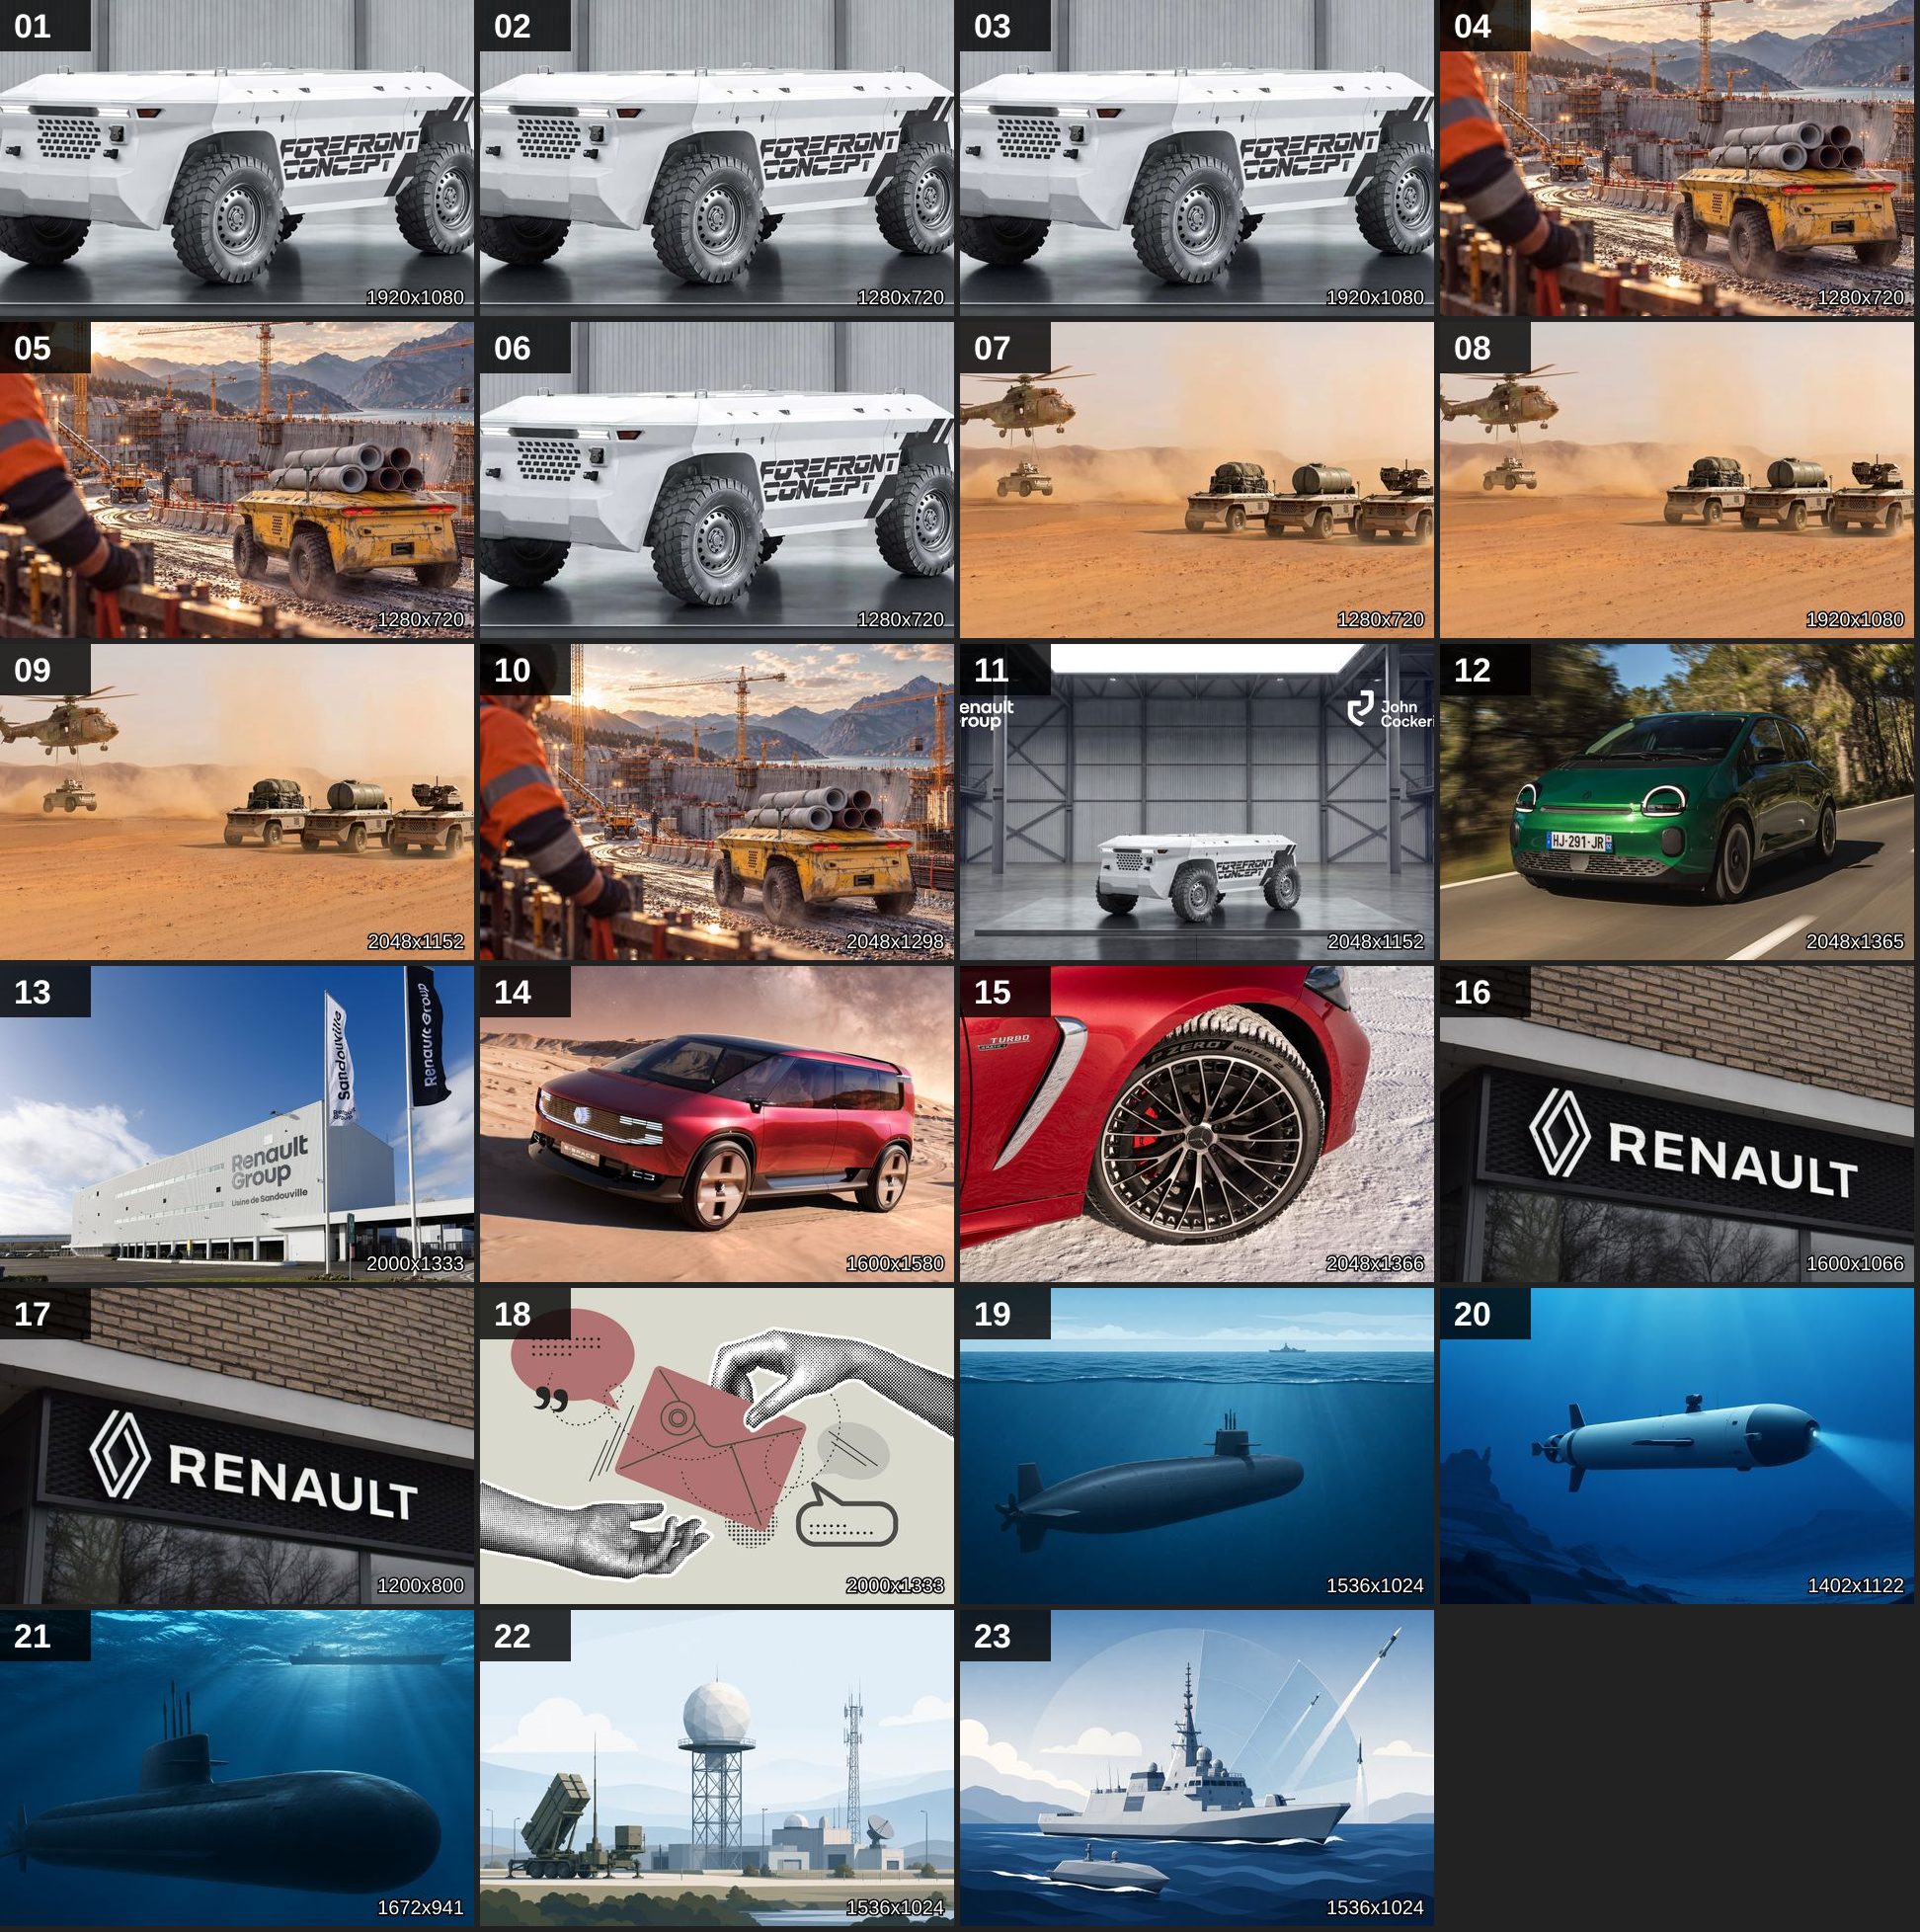 01
FOREFRONT
CONCEPT
1920x1080
02
FOREFRONT
CONCEPT
1280x720
03
FOREFRONT
CONCEPT
1920x1080
04
1280x720
05
1280x720
06
FOREFRONT
CONCEPT
1280x720
07
1280x720
08
1920x1080
09
2048x1152
10
2048x1298
11
enault
roup
John
Cockeri
FOREFRONT
CONCEPT
2048x1152
12
HJ-291-JR
2048x1365
13
Sandouville
Renault Group
Renault
Group
Usine de Sandouville
2000x1333
14
1600x1580
15
TURBO
P ZERO WINTER 2
2048x1366
16
RENAULT
1600x1066
17
RENAULT
1200x800
18
2000x1333
19
1536x1024
20
1402x1122
21
1672x941
22
1536x1024
23
1536x1024